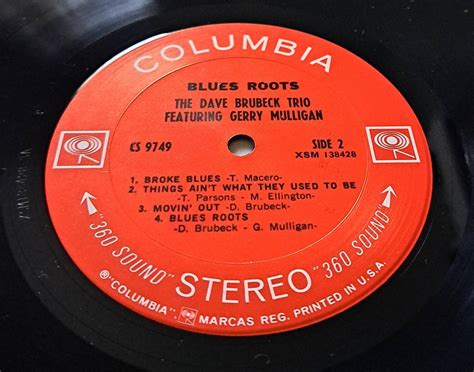 COLUMBIA
BLUES ROOTS
THE DAVE BRUBECK TRIO
FEATURING GERRY MULLIGAN
CS 9749
SIDE 2
XSM 138428
1. BROKE BLUES -T. Macero-
2. THINGS AIN'T WHAT THEY USED TO BE
-T. Parsons - M. Ellington-
3. MOVIN' OUT -D. Brubeck-
4. BLUES ROOTS
-D. Brubeck - G. Mulligan-
"360 SOUND" STEREO "360 SOUND"
℗"COLUMBIA", MARCAS REG. PRINTED IN U.S.A.